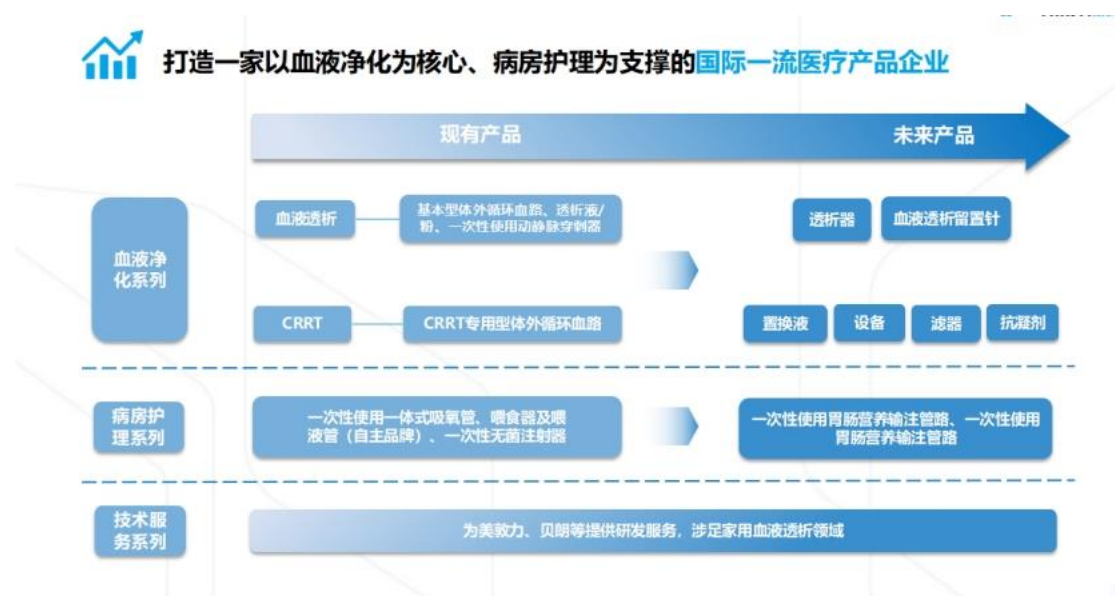 打造一家以血液净化为核心、病房护理为支撑的国际一流医疗产品企业
现有产品
未来产品
血液净
化系列
血液透析
基本型体外循环血路、透析液/
粉、一次性使用动静脉穿刺器
透析器
血液透析留置针
CRRT
CRRT专用型体外循环血路
置换液
设备
滤器
抗凝剂
病房护
理系列
一次性使用一体式吸氧管、喂食器及喂
液管（自主品牌）、一次性无菌注射器
一次性使用胃肠营养输注管路、一次性使用
胃肠营养输注管路
技术服
务系列
为美敦力、贝朗等提供研发服务，涉足家用血液透析领域